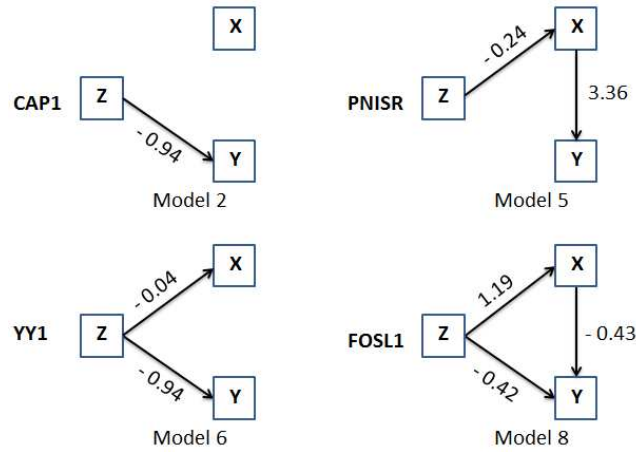 X
CAP1
Z
- 0.94
Y
Model 2
X
- 0.24
PNISR
Z
3.36
Y
Model 5
X
- 0.04
YY1
Z
- 0.94
Y
Model 6
X
1.19
FOSL1
Z
- 0.43
- 0.42
Y
Model 8